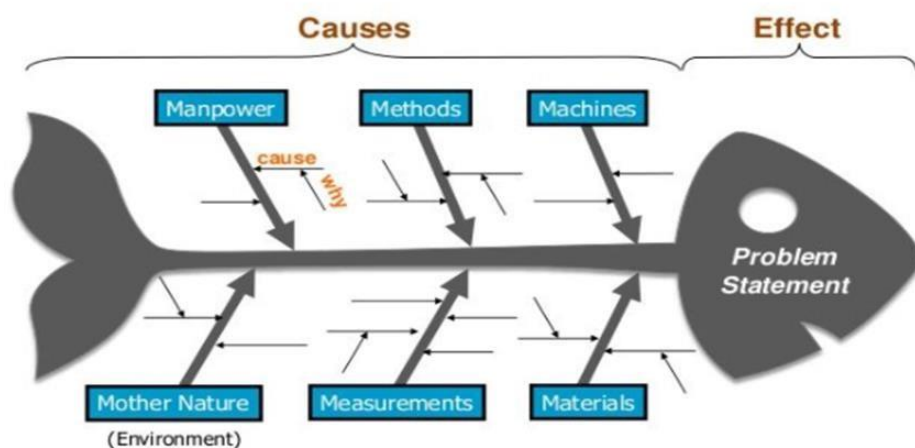 Causes
Effect
Manpower
Methods
Machines
cause
why
Problem
Statement
Mother Nature
(Environment)
Measurements
Materials